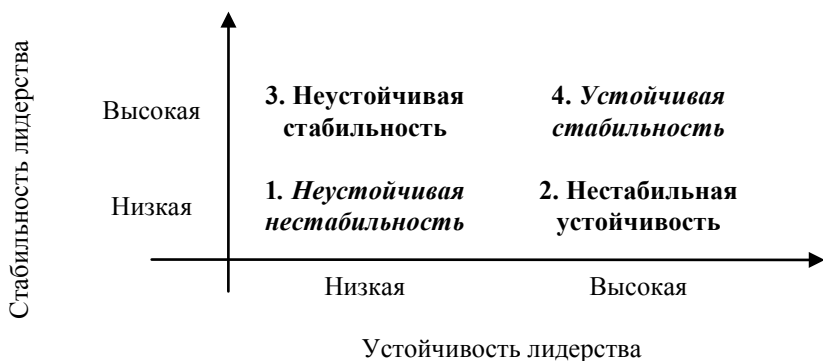 Стабильность лидерства
Высокая
3. Неустойчивая
стабильность
4. Устойчивая
стабильность
Низкая
1. Неустойчивая
нестабильность
2. Нестабильная
устойчивость
Низкая
Высокая
Устойчивость лидерства